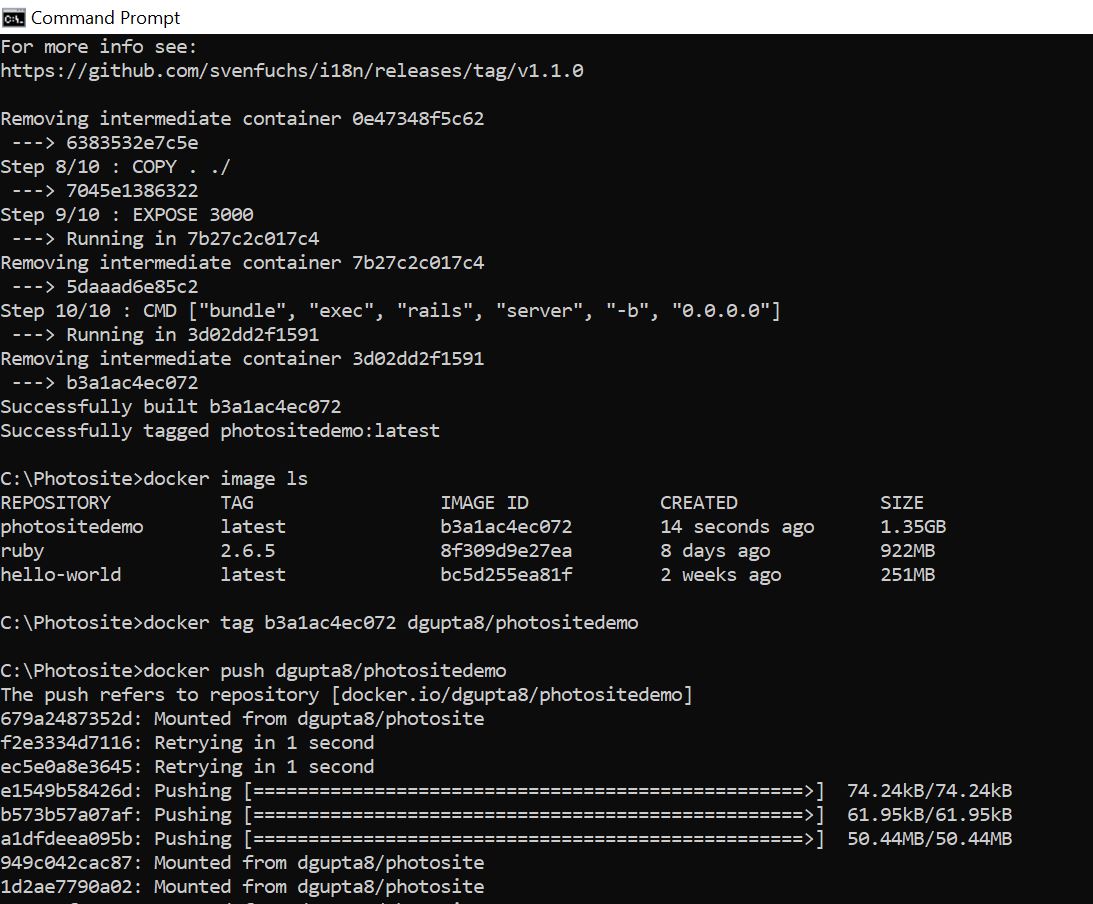 Command Prompt
For more info see:
https://github.com/svenfuchs/i18n/releases/tag/v1.1.0
Removing intermediate container 0e47348f5c62
 ---> 6383532e7c5e
Step 8/10 : COPY . ./
 ---> 7045e1386322
Step 9/10 : EXPOSE 3000
 ---> Running in 7b27c2c017c4
Removing intermediate container 7b27c2c017c4
 ---> 5daaad6e85c2
Step 10/10 : CMD ["bundle", "exec", "rails", "server", "-b", "0.0.0.0"]
 ---> Running in 3d02dd2f1591
Removing intermediate container 3d02dd2f1591
 ---> b3a1ac4ec072
Successfully built b3a1ac4ec072
Successfully tagged photositedemo:latest
C:\Photosite>docker image ls
REPOSITORY TAG IMAGE ID CREATED SIZE
photositedemo latest b3a1ac4ec072 14 seconds ago 1.35GB
ruby 2.6.5 8f309d9e27ea 8 days ago 922MB
hello-world latest bc5d255ea81f 2 weeks ago 251MB
C:\Photosite>docker tag b3a1ac4ec072 dgupta8/photositedemo
C:\Photosite>docker push dgupta8/photositedemo
The push refers to repository [docker.io/dgupta8/photositedemo]
679a2487352d: Mounted from dgupta8/photosite
f2e3334d7116: Retrying in 1 second
ec5e0a8e3645: Retrying in 1 second
e1549b58426d: Pushing [==================================================>] 74.24kB/74.24kB
b573b57a07af: Pushing [==================================================>] 61.95kB/61.95kB
a1dfdeea095b: Pushing [==================================================>] 50.44MB/50.44MB
949c042cac87: Mounted from dgupta8/photosite
1d2ae7790a02: Mounted from dgupta8/photosite